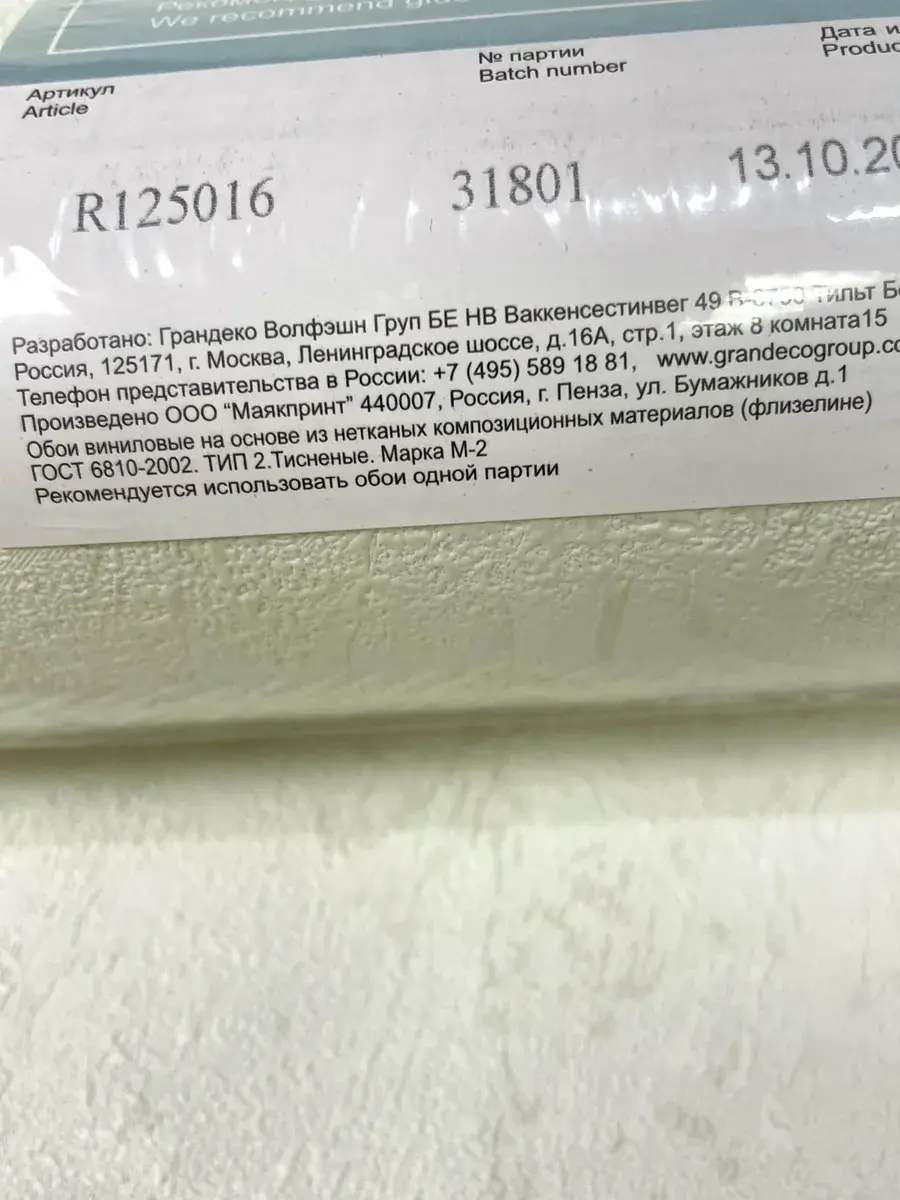 We recommend
Артикул
Article
№ партии
Batch number
Дата и
Produc
R125016
31801
13.10.20
Разработано: Грандеко Волфэшн Груп БЕ НВ Ваккенсестинвег 49 Тильт Б
Россия, 125171, г. Москва, Ленинградское шоссе, д.16А, стр.1, этаж 8 комната15
Телефон представительства в России: +7 (495) 589 18 81, www.grandecogroup.co
Произведено ООО “Маякпринт” 440007, Россия, г. Пенза, ул. Бумажников д.1
Обои виниловые на основе из нетканых композиционных материалов (флизелине)
ГОСТ 6810-2002. ТИП 2.Тисненые. Марка М-2
Рекомендуется использовать обои одной партии